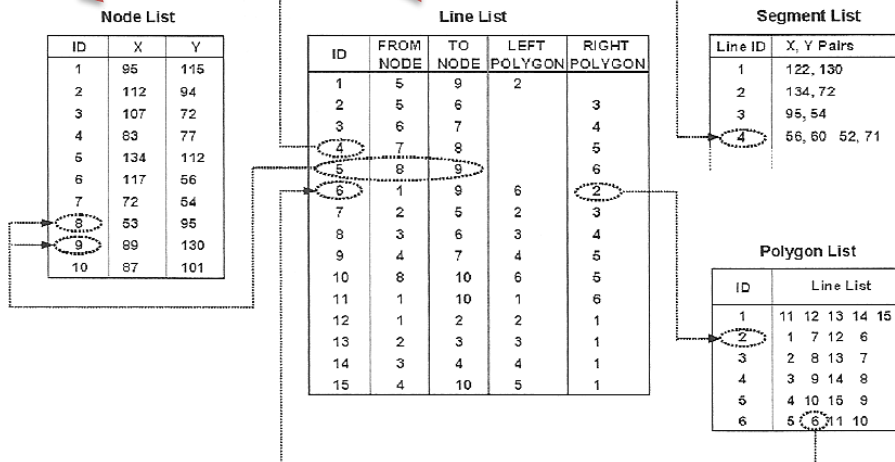 Node List
ID X Y
1 95 115
2 112 94
3 107 72
4 83 77
5 134 112
6 117 56
7 72 54
8 53 95
9 89 130
10 87 101
Line List
ID FROM NODE TO NODE LEFT POLYGON RIGHT POLYGON
1 5 9 2
2 5 6 3
3 6 7 4
4 7 8 5
5 8 9 6
6 1 9 6 2
7 2 5 2 3
8 3 6 3 4
9 4 7 4 5
10 8 10 6 5
11 1 10 1 6
12 1 2 2 1
13 2 3 3 1
14 3 4 4 1
15 4 10 5 1
Segment List
Line ID X, Y Pairs
1 122, 130
2 134, 72
3 95, 54
4 56, 60 52, 71
Polygon List
ID Line List
1 11 12 13 14 15
2 1 7 12 6
3 2 8 13 7
4 3 9 14 8
5 4 10 15 9
6 5 6 11 10